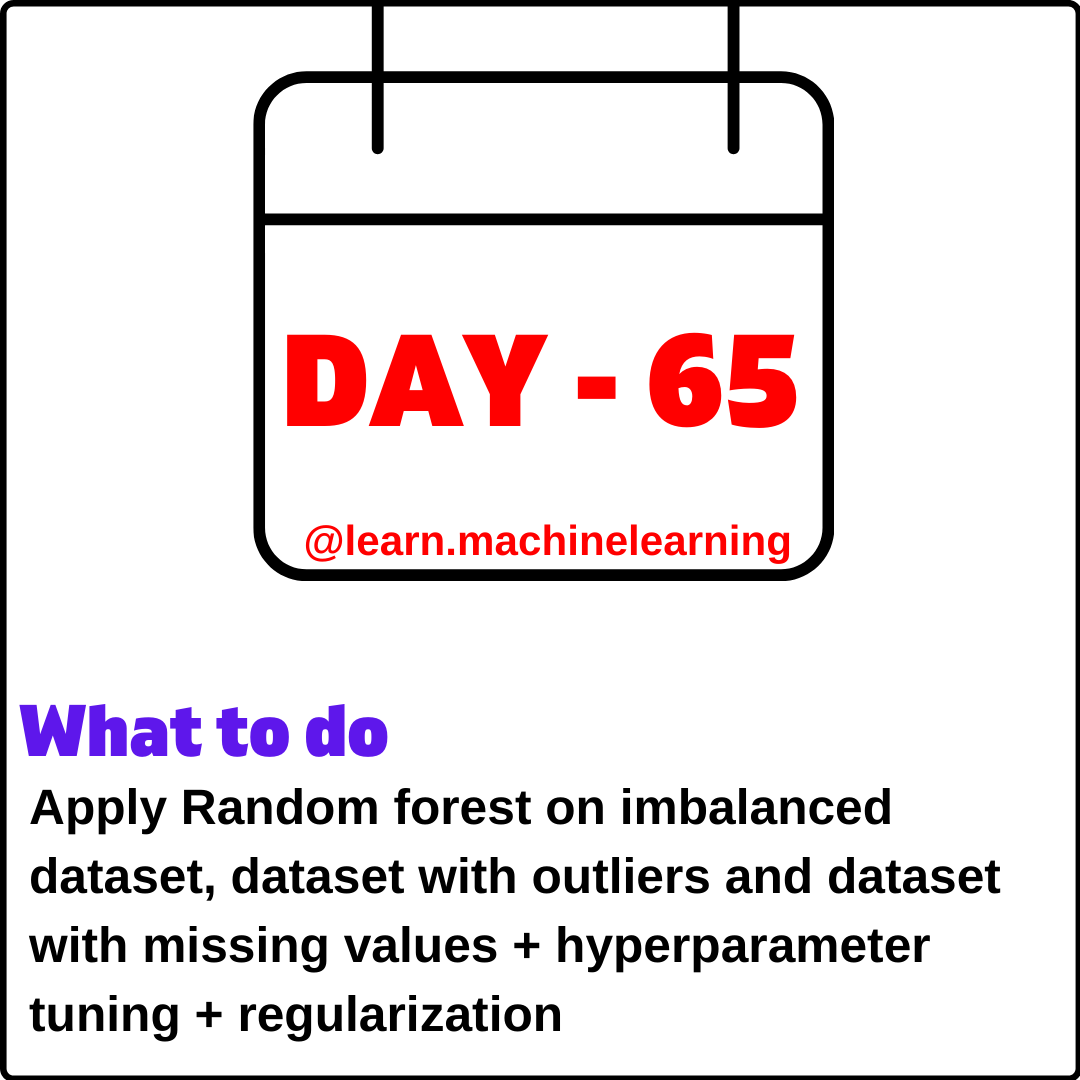 DAY - 65
@learn.machinelearning
What to do
Apply Random forest on imbalanced
dataset, dataset with outliers and dataset
with missing values + hyperparameter
tuning + regularization